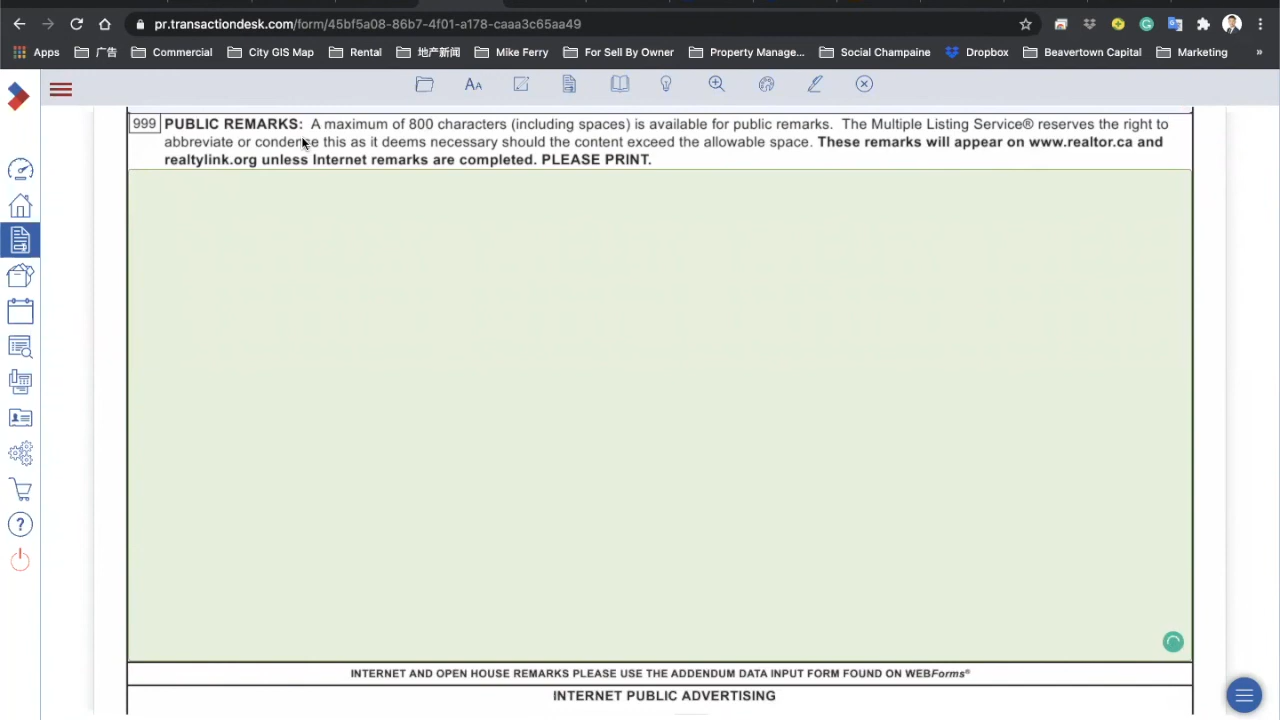 pr.transactiondesk.com/form/45bf5a08-86b7-4f01-a178-caaa3c65aa49
Apps 广告 Commercial City GIS Map Rental 地产新闻 Mike Ferry For Sell By Owner Property Manage... Social Champaine Dropbox Beavertown Capital Marketing »
999 PUBLIC REMARKS: A maximum of 800 characters (including spaces) is available for public remarks. The Multiple Listing Service® reserves the right to
abbreviate or condense this as it deems necessary should the content exceed the allowable space. These remarks will appear on www.realtor.ca and
realtylink.org unless Internet remarks are completed. PLEASE PRINT.
INTERNET AND OPEN HOUSE REMARKS PLEASE USE THE ADDENDUM DATA INPUT FORM FOUND ON WEBForms®
INTERNET PUBLIC ADVERTISING